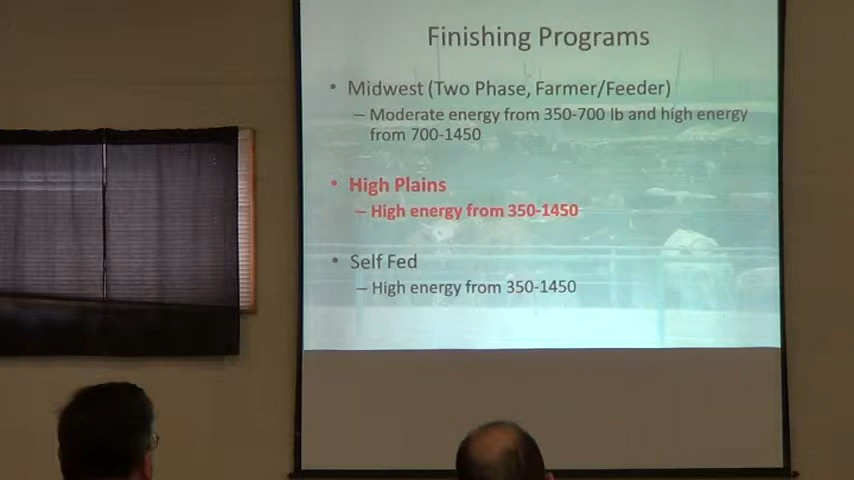 Finishing Programs
• Midwest (Two Phase, Farmer/Feeder)
– Moderate energy from 350-700 lb and high energy
from 700-1450
• High Plains
– High energy from 350-1450
• Self Fed
– High energy from 350-1450